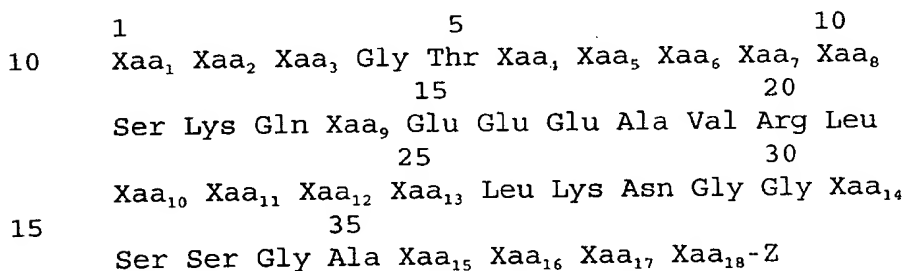 1 5 10
10 Xaa₁ Xaa₂ Xaa₃ Gly Thr Xaa₄ Xaa₅ Xaa₆ Xaa₇ Xaa₈
15 20
Ser Lys Gln Xaa₉ Glu Glu Glu Ala Val Arg Leu
25 30
Xaa₁₀ Xaa₁₁ Xaa₁₂ Xaa₁₃ Leu Lys Asn Gly Gly Xaa₁₄
15 35
Ser Ser Gly Ala Xaa₁₅ Xaa₁₆ Xaa₁₇ Xaa₁₈-Z